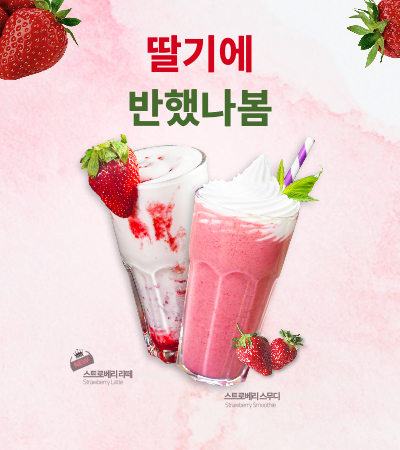 딸기에
반했나봄
스트로베리 라떼
Strawberry Latte
스트로베리 스무디
Strawberry Smoothie